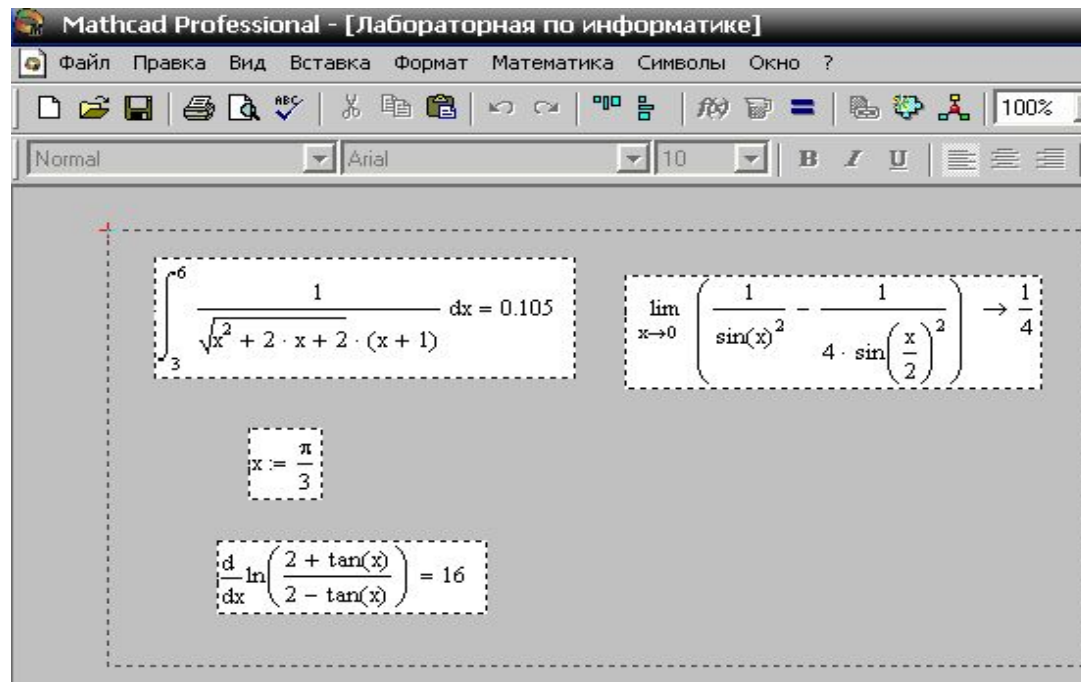 Mathcad Professional - [Лабораторная по информатике]
Файл Правка Вид Вставка Формат Математика Символы Окно ?
ABC f(x) 100%
Normal Arial 10 B I U
∫₃⁶ 1/(√(x² + 2 · x + 2) · (x + 1)) dx = 0.105
lim x→0 (1/sin(x)² - 1/(4 · sin(x/2)²)) → 1/4
x := π/3
d/dx ln((2 + tan(x))/(2 - tan(x))) = 16